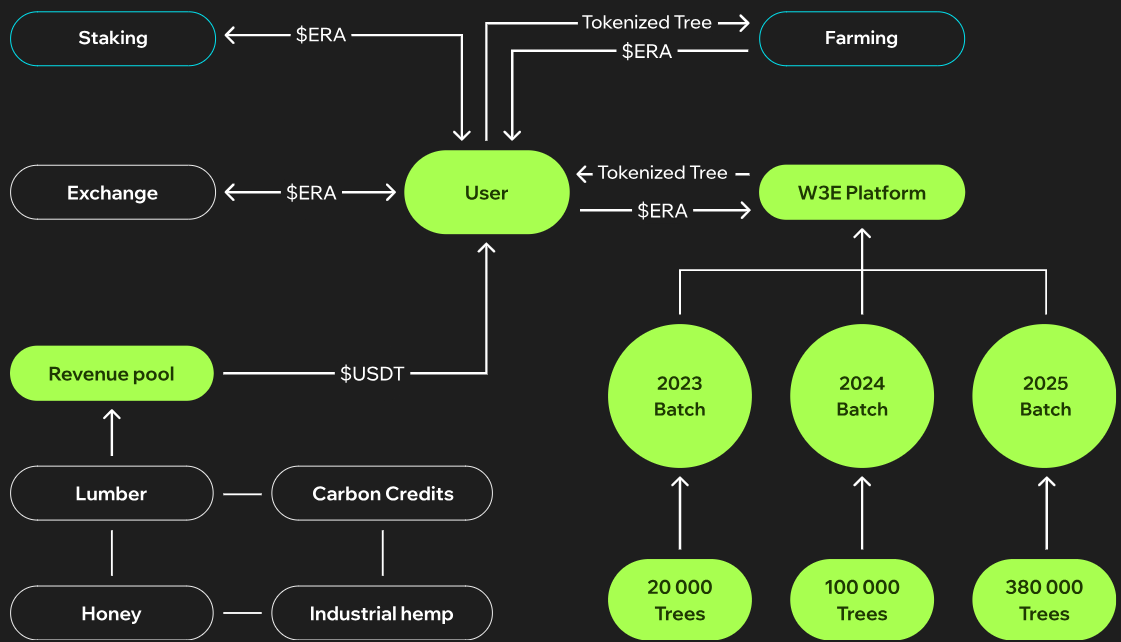 Staking
$ERA
Tokenized Tree
$ERA
Farming
Exchange
$ERA
User
Tokenized Tree
$ERA
W3E Platform
Revenue pool
$USDT
2023
Batch
2024
Batch
2025
Batch
Lumber
Carbon Credits
Honey
Industrial hemp
20 000
Trees
100 000
Trees
380 000
Trees